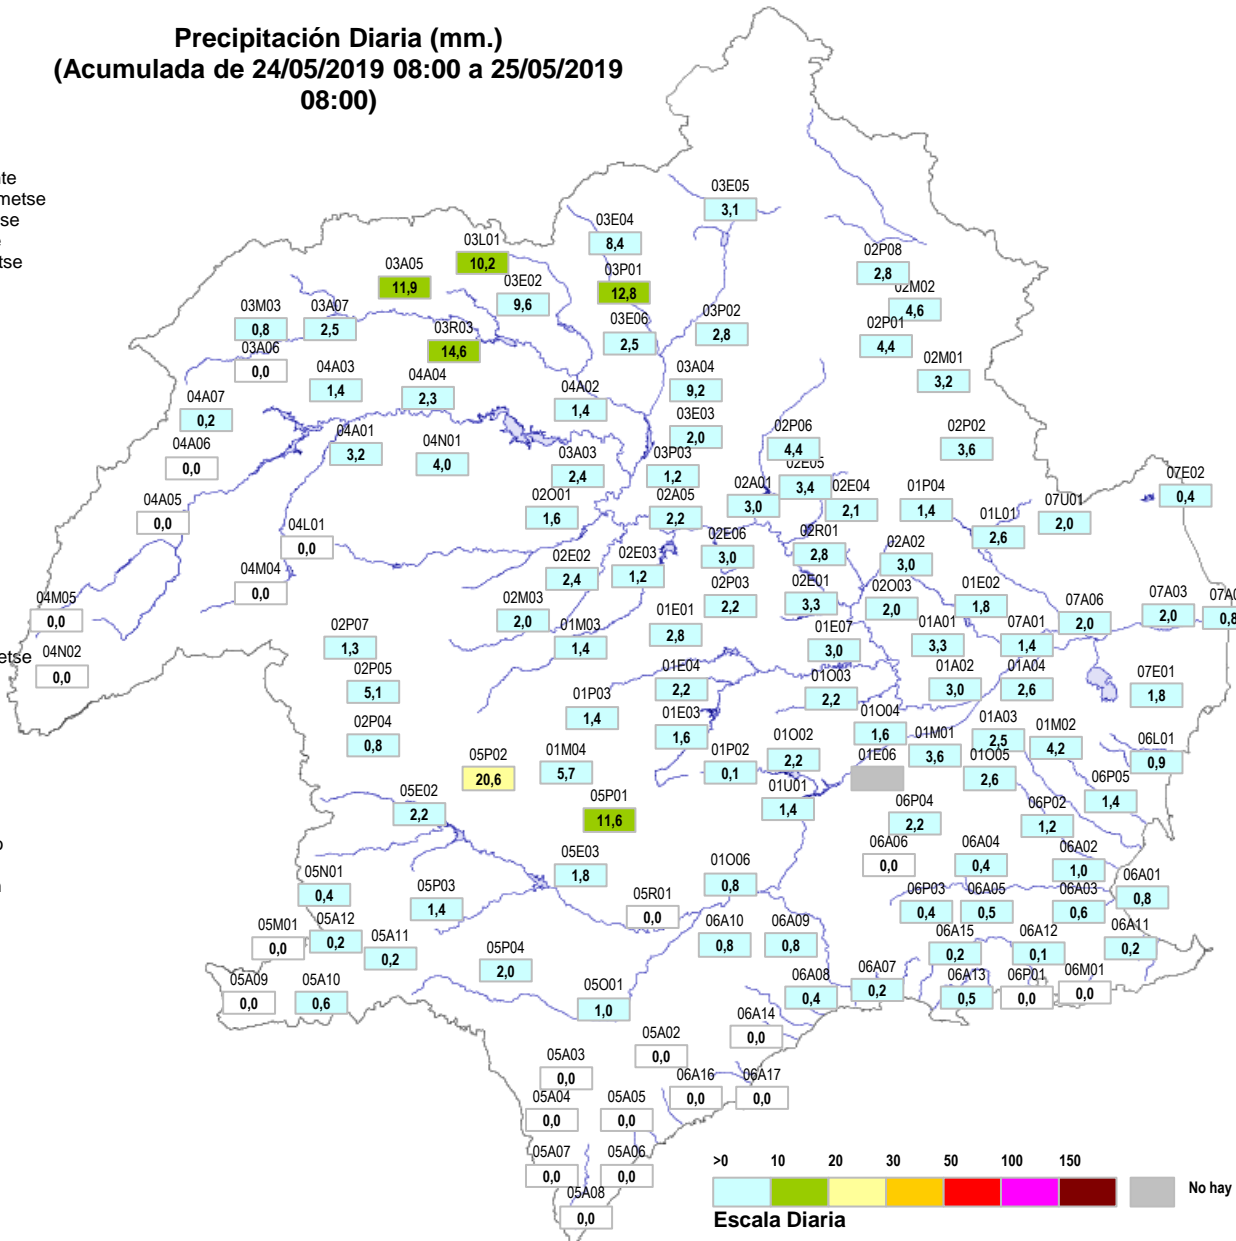 Precipitación Diaria (mm.)
(Acumulada de 24/05/2019 08:00 a 25/05/2019
08:00)
nte
metse
se
e
tse
etse
o
n
03E05
3,1
03E04
8,4
03L01
10,2
03A05
11,9
03P01
12,8
02P08
2,8
03E02
9,6
02M02
4,6
03M03
0,8
03A07
2,5
03P02
2,8
03E06
2,5
02P01
4,4
03R03
14,6
03A06
0,0
02M01
3,2
04A03
1,4
04A04
2,3
03A04
9,2
04A02
1,4
04A07
0,2
03E03
2,0
02P06
4,4
02P02
3,6
04A01
3,2
04N01
4,0
04A06
0,0
03A03
2,4
03P03
1,2
02E05
3,4
07E02
0,4
02A01
3,0
02E04
2,1
01P04
1,4
04A05
0,0
02O01
1,6
02A05
2,2
07U01
2,0
01L01
2,6
04L01
0,0
02E06
3,0
02R01
2,8
02A02
3,0
02E02
2,4
02E03
1,2
04M04
0,0
02P03
2,2
02E01
3,3
02O03
2,0
01E02
1,8
07A03
2,0
07A0
0,8
04M05
0,0
02M03
2,0
01E01
2,8
07A06
2,0
01M03
1,4
01E07
3,0
01A01
3,3
07A01
1,4
02P07
1,3
04N02
0,0
02P05
5,1
01E04
2,2
01O03
2,2
01A02
3,0
01A04
2,6
07E01
1,8
01P03
1,4
01E03
1,6
01O04
1,6
02P04
0,8
01A03
2,5
01M02
4,2
01M01
3,6
06L01
0,9
05P02
20,6
01M04
5,7
01P02
0,1
01O02
2,2
01E06
01O05
2,6
06P05
1,4
05E02
2,2
05P01
11,6
01U01
1,4
06P04
2,2
06P02
1,2
05E03
1,8
06A06
0,0
06A04
0,4
06A02
1,0
01O06
0,8
05N01
0,4
05P03
1,4
05R01
0,0
06P03
0,4
06A05
0,5
06A03
0,6
06A01
0,8
05M01
0,0
05A12
0,2
05A11
0,2
06A10
0,8
06A09
0,8
06A15
0,2
06A12
0,1
06A11
0,2
05P04
2,0
05A09
0,0
05A10
0,6
05O01
1,0
06A08
0,4
06A07
0,2
06A13
0,5
06P01
0,0
06M01
0,0
06A14
0,0
05A02
0,0
05A03
0,0
06A16
0,0
06A17
0,0
05A04
0,0
05A05
0,0
05A07
0,0
05A06
0,0
05A08
0,0
>0 10 20 30 50 100 150
No hay
Escala Diaria